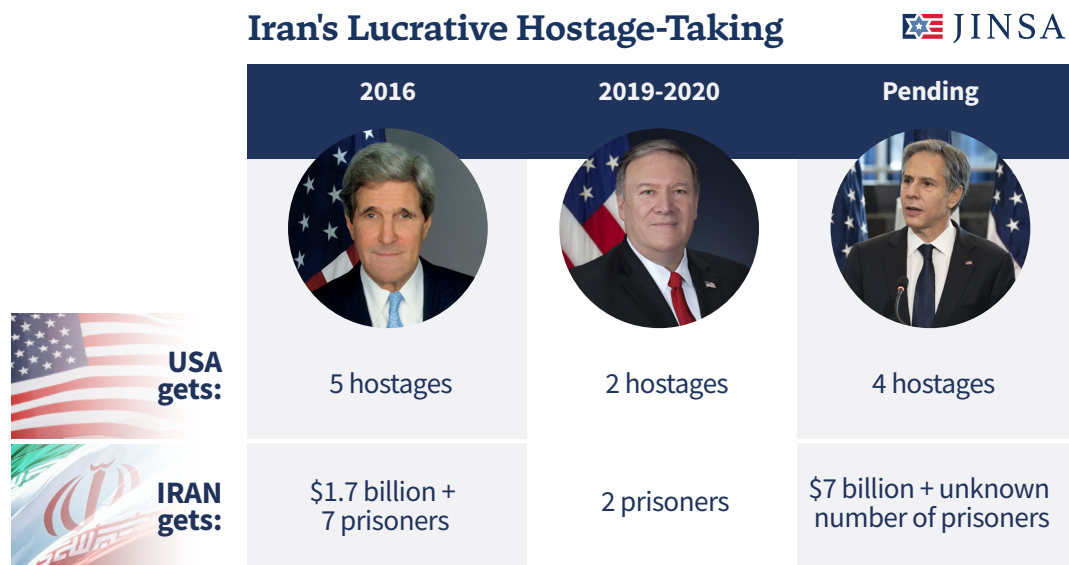 Iran's Lucrative Hostage-Taking
JINSA
2016
2019-2020
Pending
USA
gets:
5 hostages
2 hostages
4 hostages
IRAN
gets:
$1.7 billion +
7 prisoners
2 prisoners
$7 billion + unknown
number of prisoners